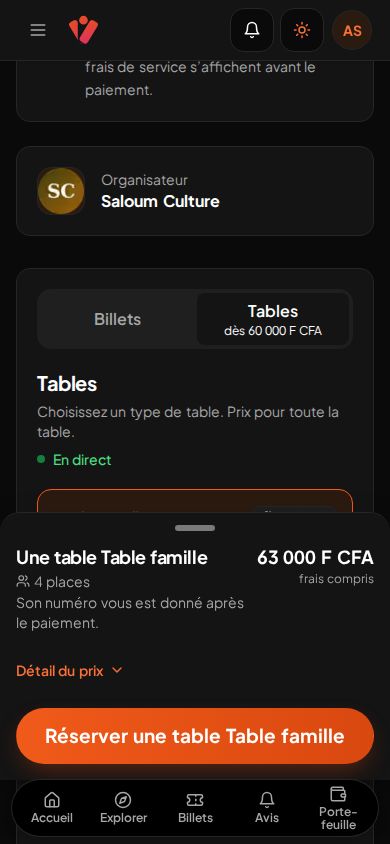 AS
frais de service s'affichent avant le
paiement.
SC
Organisateur
Saloum Culture
Billets
Tables
dès 60 000 F CFA
Tables
Choisissez un type de table. Prix pour toute la
table.
En direct
Une table Table famille
63 000 F CFA
4 places
frais compris
Son numéro vous est donné après
le paiement.
Détail du prix
Réserver une table Table famille
Accueil
Explorer
Billets
Avis
Porte-
feuille